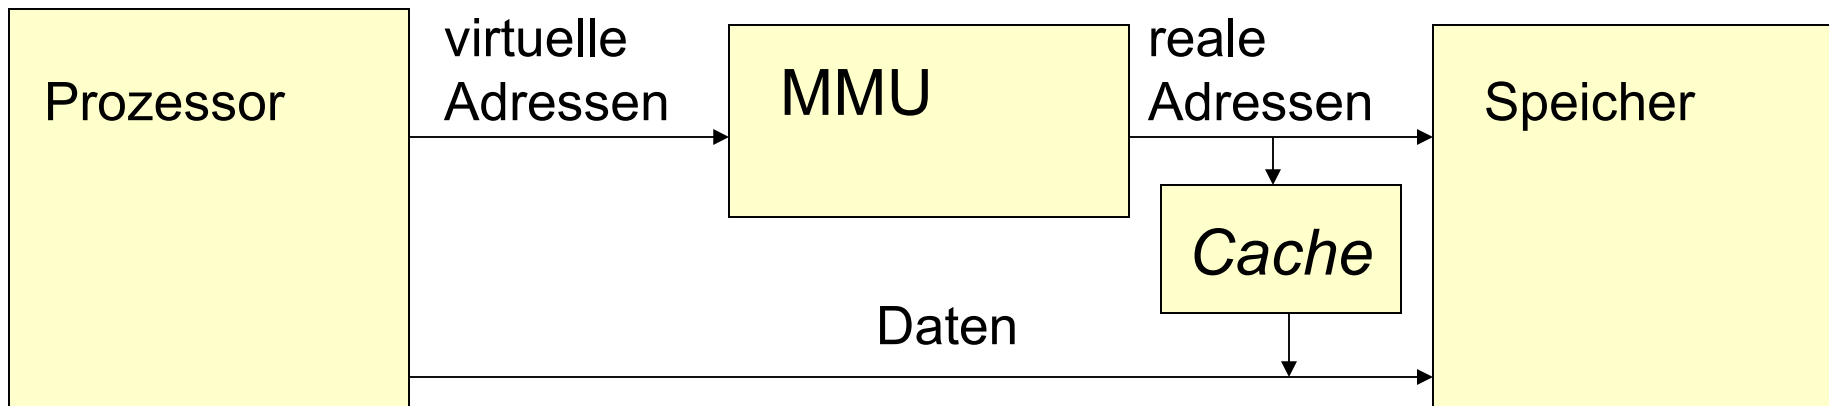 Prozessor
virtuelle
Adressen
MMU
reale
Adressen
Speicher
Cache
Daten